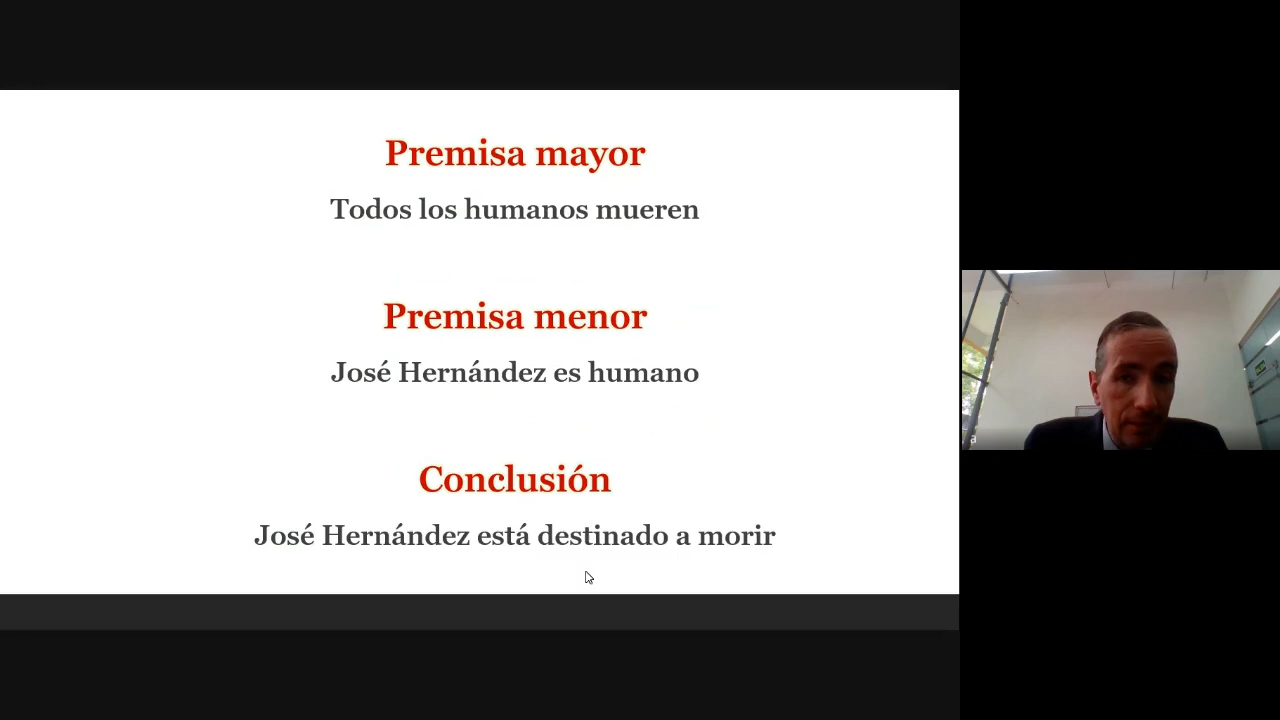 Premisa mayor
Todos los humanos mueren
Premisa menor
José Hernández es humano
Conclusión
José Hernández está destinado a morir
a